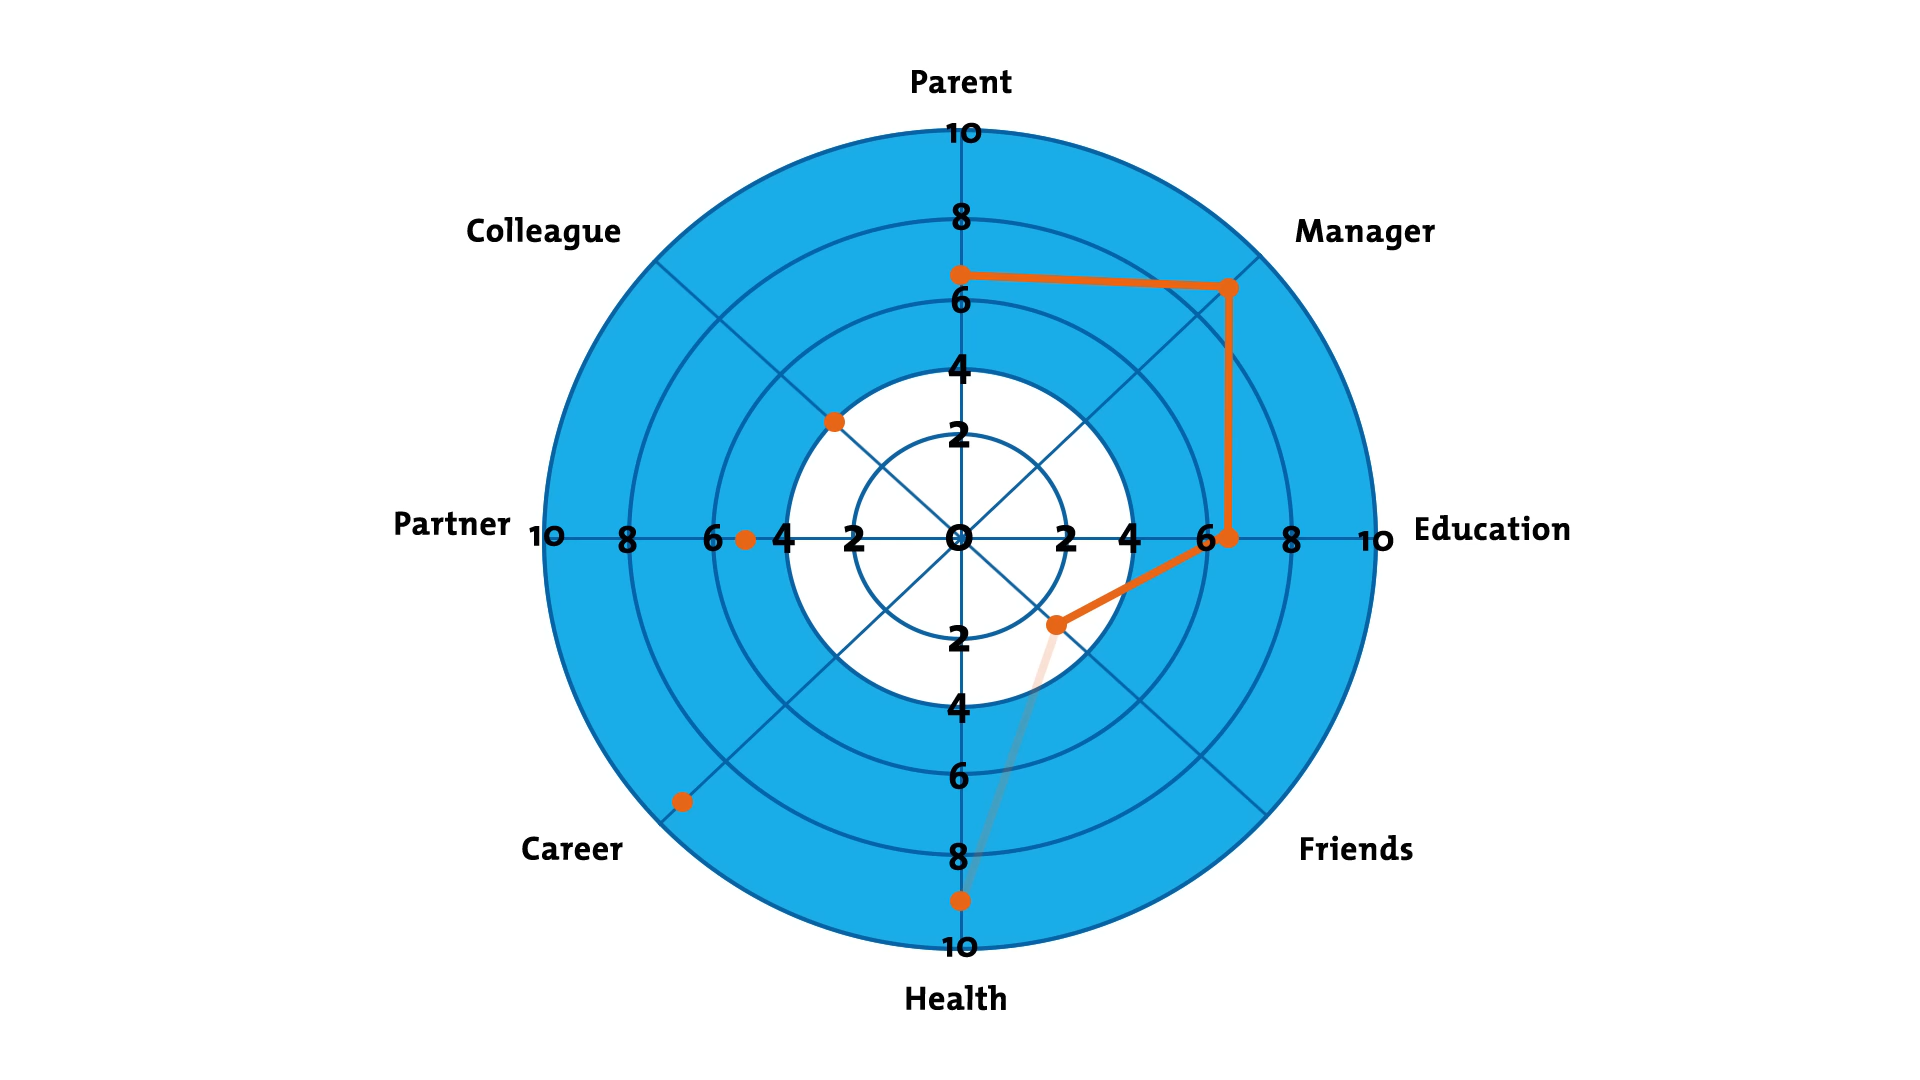 Parent
10
Colleague
8
Manager
6
4
2
Partner 10 8 6 4 2 0 2 4 6 8 10 Education
2
4
6
8
Career
Friends
10
Health